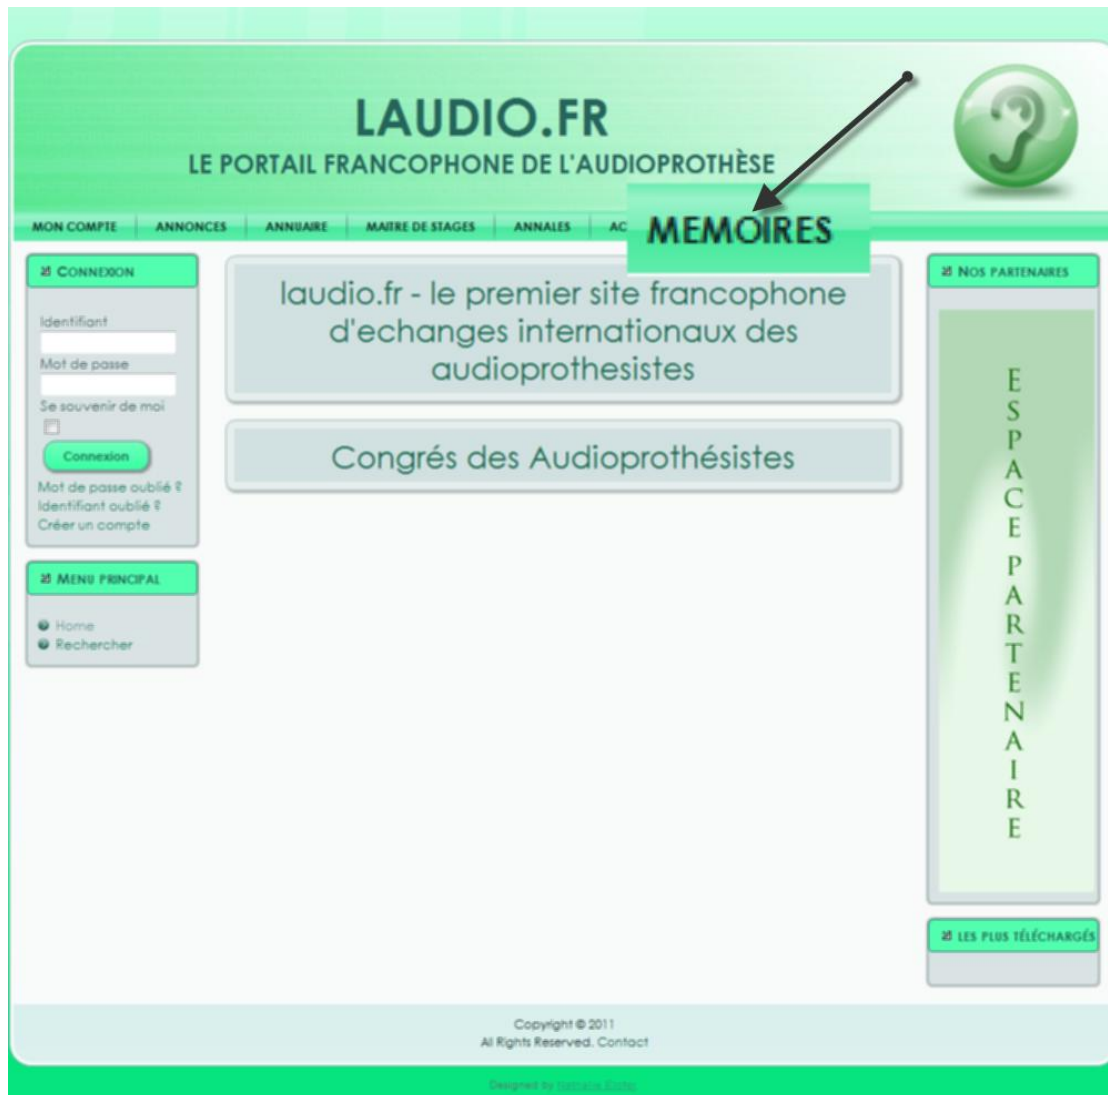 LAUDIO.FR
LE PORTAIL FRANCOPHONE DE L'AUDIOPROTHÈSE
MON COMPTE ANNONCES ANNUAIRE MAITRE DE STAGES ANNALES AC MEMOIRES
CONNEXION
Identifiant
Mot de passe
Se souvenir de moi
Connexion
Mot de passe oublié ?
Identifiant oublié ?
Créer un compte
MENU PRINCIPAL
Home
Rechercher
laudio.fr - le premier site francophone
d'echanges internationaux des
audioprothesistes
Congrés des Audioprothésistes
NOS PARTENAIRES
ESPACE PARTENAIRE
LES PLUS TÉLÉCHARGÉS
Copyright © 2011
All Rights Reserved. Contact
Designed by